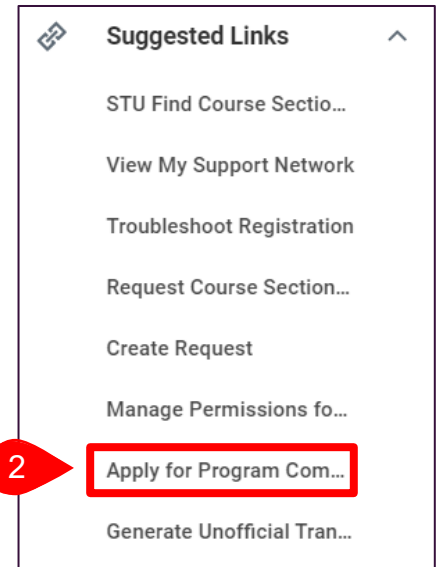 Suggested Links
STU Find Course Sectio...
View My Support Network
Troubleshoot Registration
Request Course Section...
Create Request
Manage Permissions fo...
2
Apply for Program Com...
Generate Unofficial Tran...